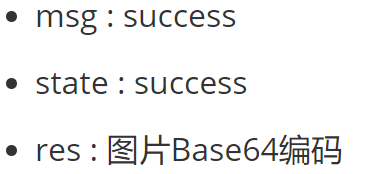 msg : success
state : success
res : 图片Base64编码